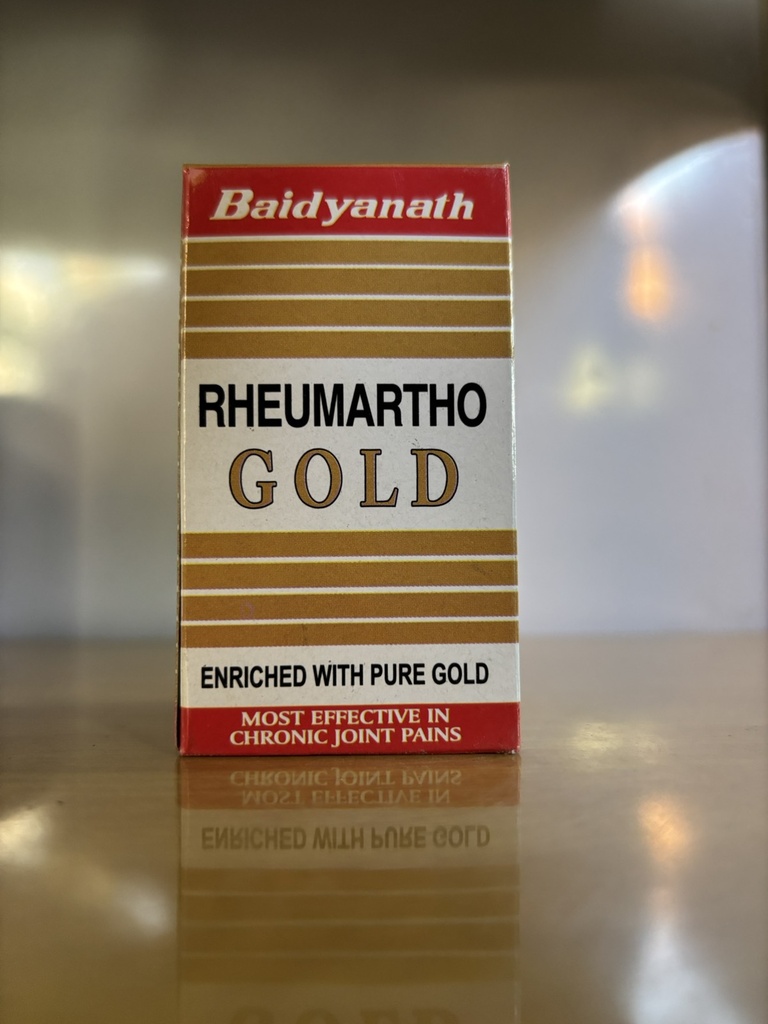 Baidyanath
RHEUMARTHO
GOLD
ENRICHED WITH PURE GOLD
MOST EFFECTIVE IN
CHRONIC JOINT PAINS